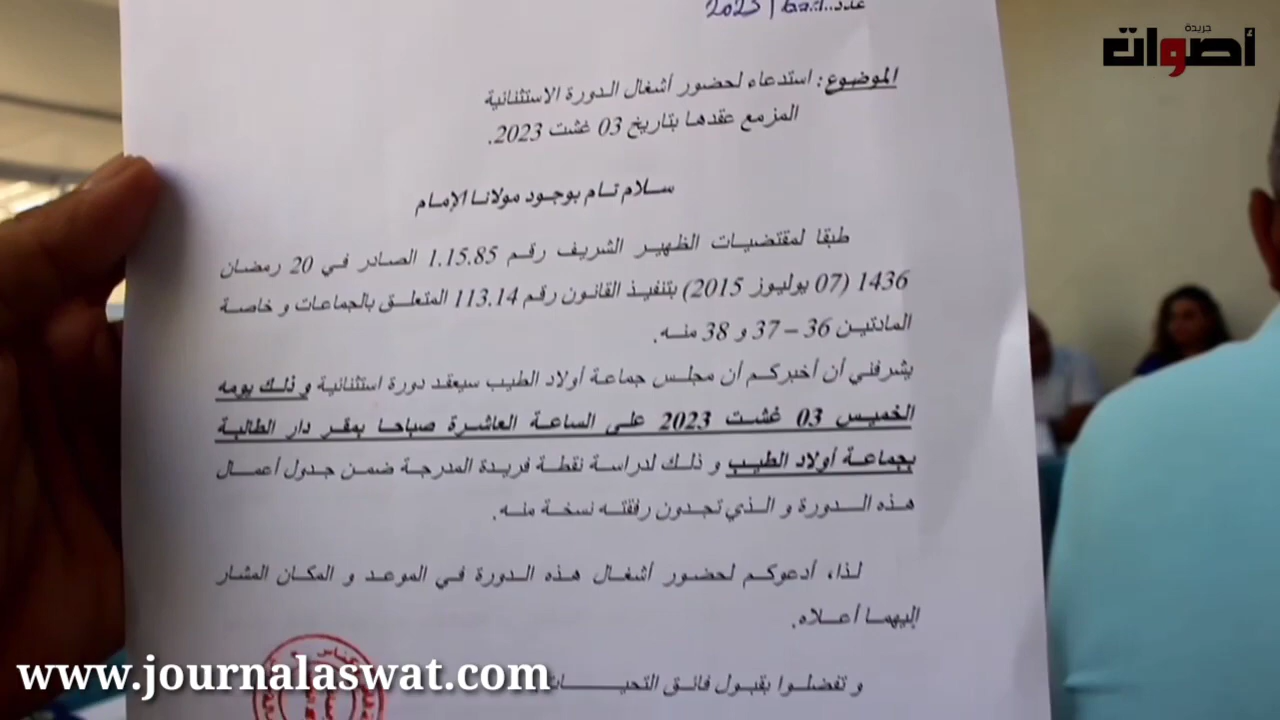 جريدة
أصوات
عدد
2023
الموضوع: استدعاء لحضور أشغال الدورة الاستثنائية
المزمع عقدها بتاريخ 03 غشت 2023.
سلام تام بوجود مولانا الإمام
طبقا لمقتضيات الظهير الشريف رقم 1.15.85 الصادر في 20 رمضان
1436 (07 يوليوز 2015) بتنفيذ القانون رقم 113.14 المتعلق بالجماعات و خاصة
المادتين 36 – 37 و 38 منه.
يشرفني أن أخبركم أن مجلس جماعة أولاد الطيب سيعقد دورة استثنائية و ذلك يومه
الخميس 03 غشت 2023 على الساعة العاشرة صباحا بمقر دار الطالبة
بجماعة أولاد الطيب و ذلك لدراسة نقطة فريدة المدرجة ضمن جدول أعمال
هذه الدورة و الذي تجدون رفقته نسخة منه.
لذا، أدعوكم لحضور أشغال هذه الدورة في الموعد و المكان المشار
إليهما أعلاه.
و تفضلوا بقبول فائق التحيات
www.journalaswat.com